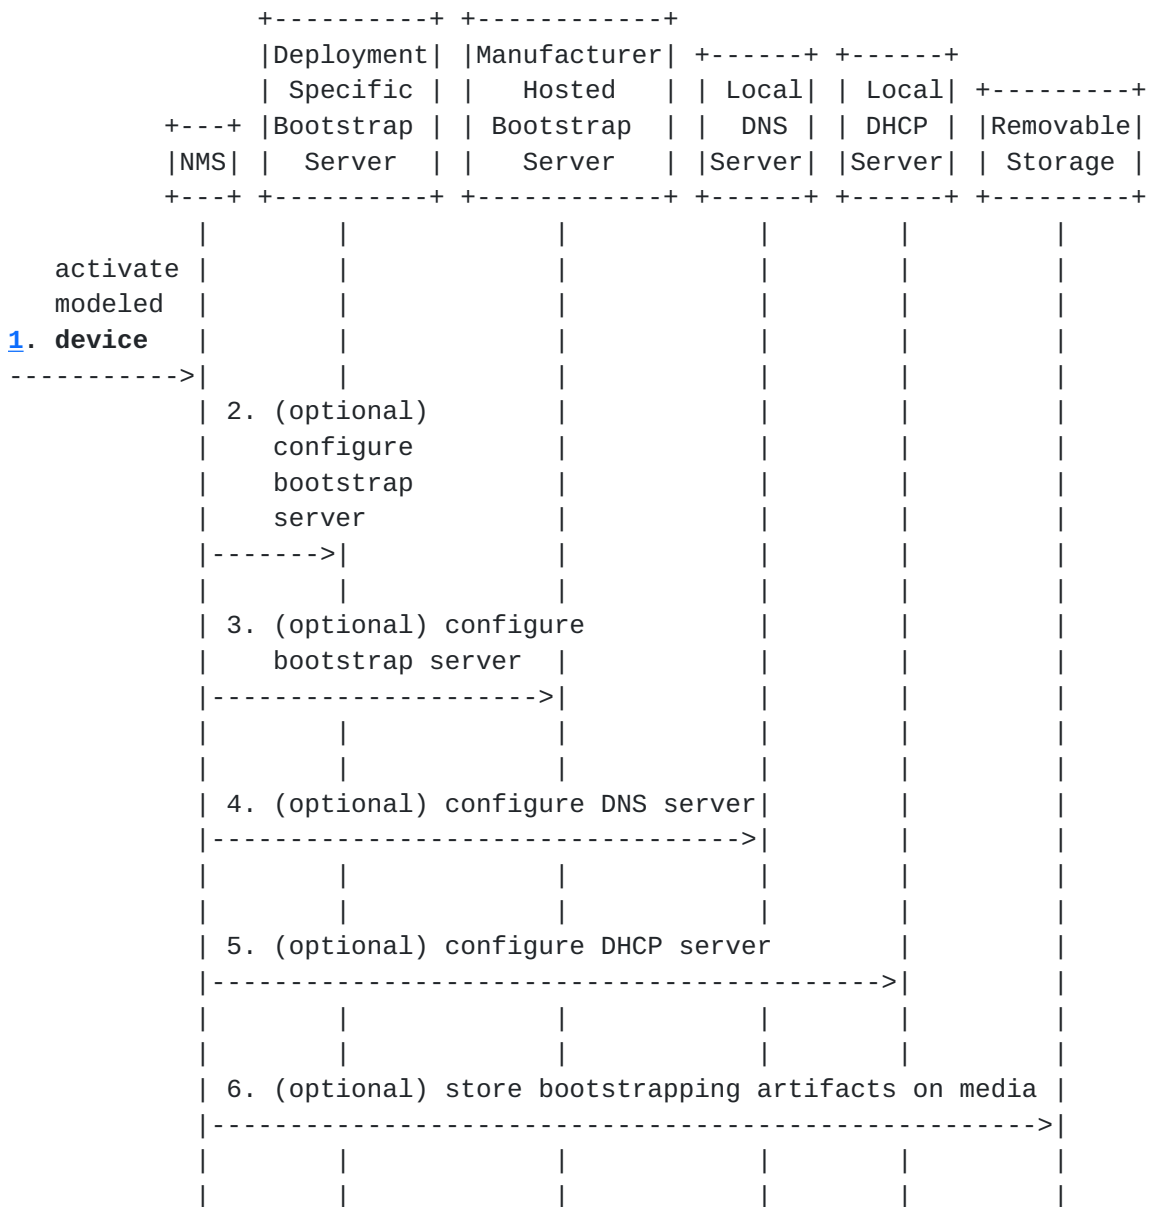 +----------+ +------------+
|Deployment| |Manufacturer| +------+ +------+
| Specific | |   Hosted   | | Local| | Local| +---------+
+---+ |Bootstrap | | Bootstrap  | |  DNS | | DHCP | |Removable|
|NMS| |  Server  | |   Server   | |Server| |Server| | Storage |
+---+ +----------+ +------------+ +------+ +------+ +---------+
activate
modeled
1. device
----------->|
2. (optional)
configure
bootstrap
server
|------->|
3. (optional) configure
bootstrap server
|--------------------->|
4. (optional) configure DNS server|
|---------------------------------->|
5. (optional) configure DHCP server
|------------------------------------------->|
6. (optional) store bootstrapping artifacts on media |
|----------------------------------------------------->|